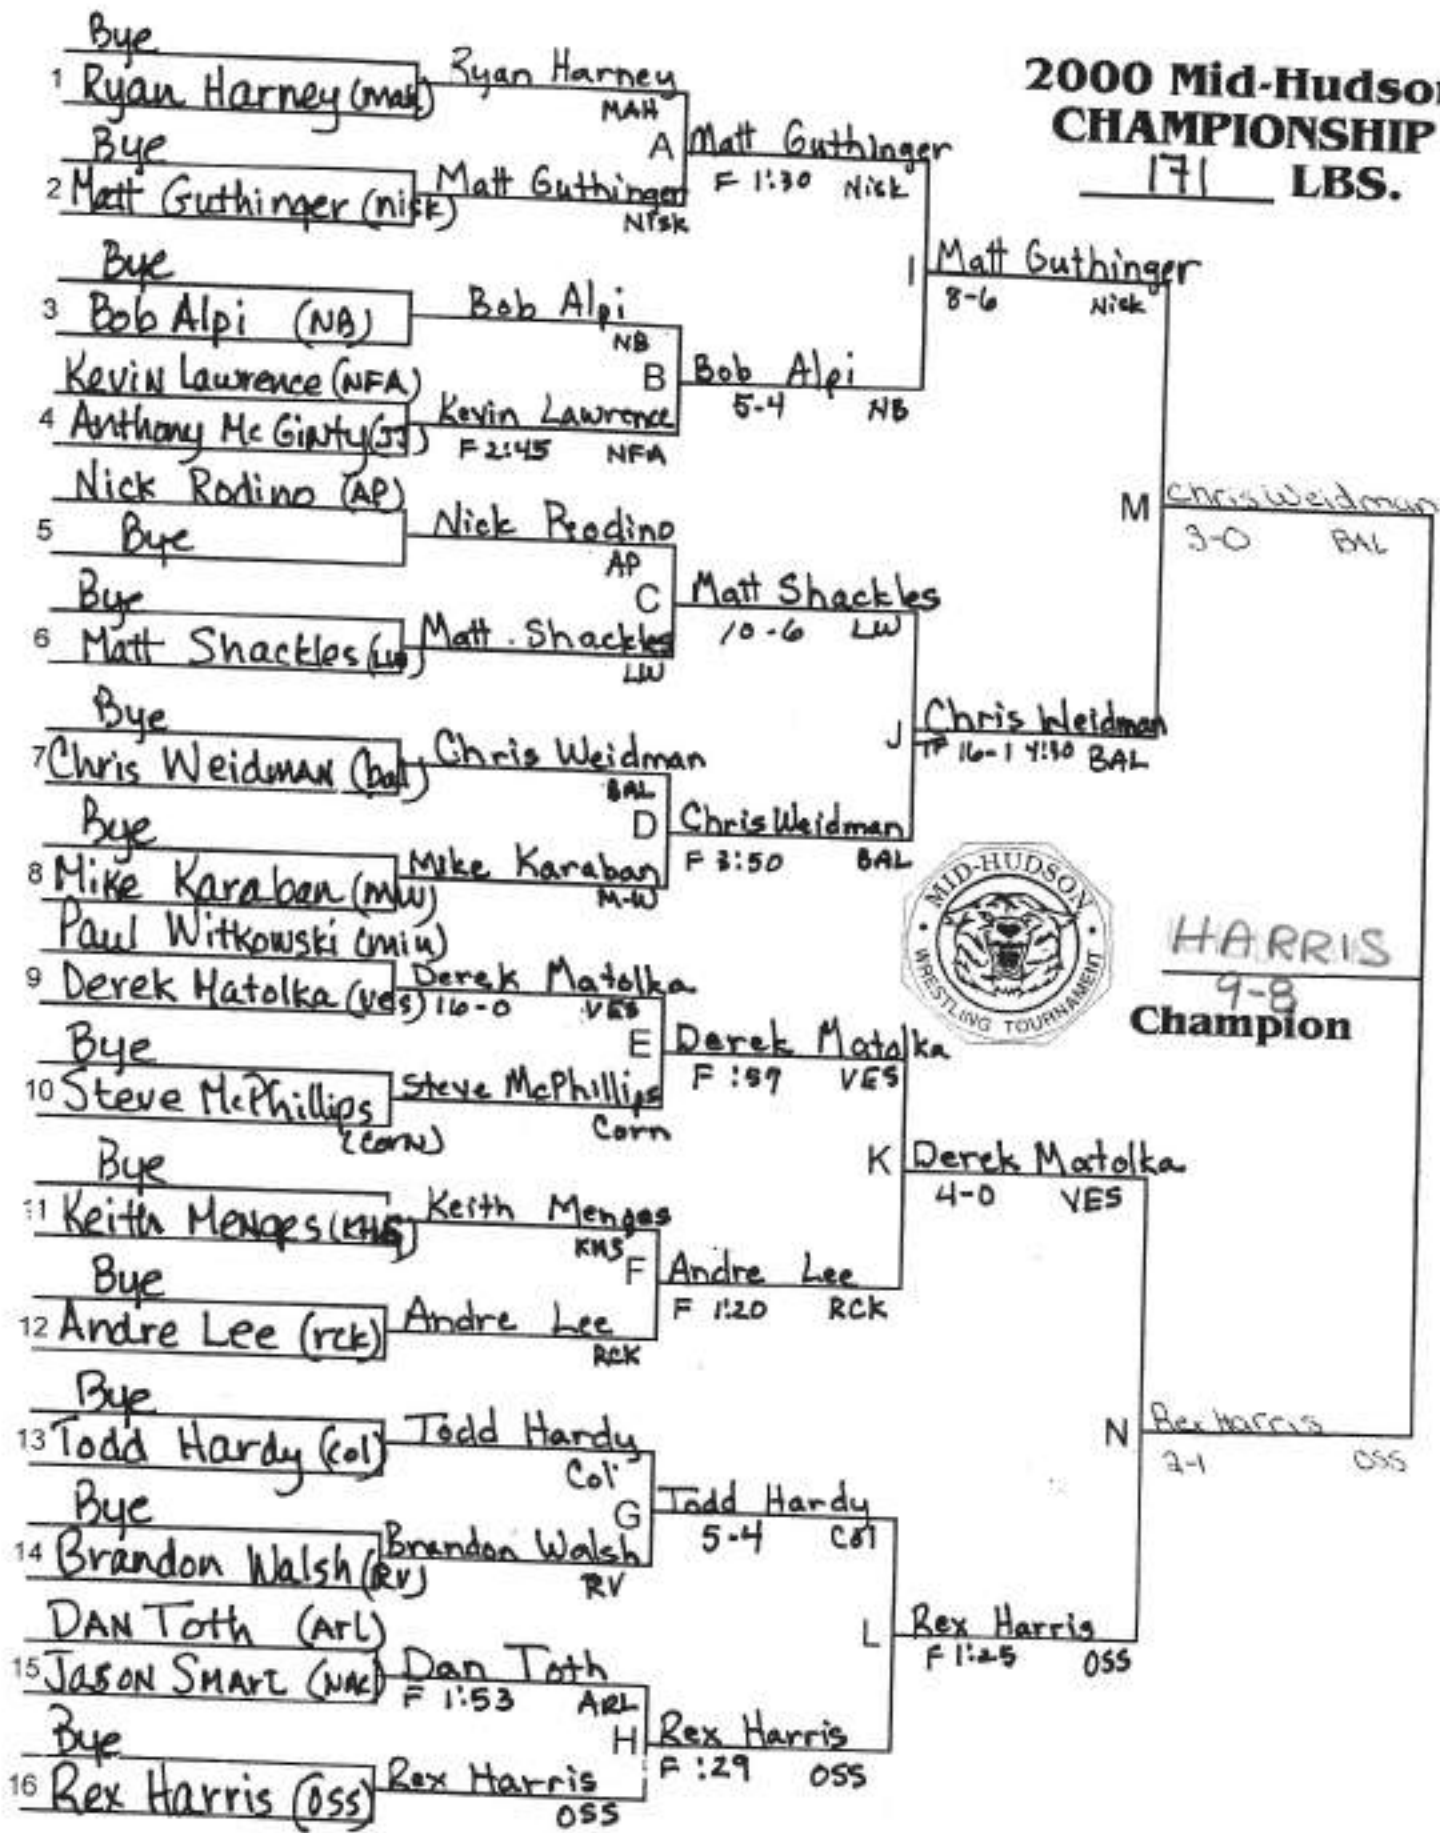 2000 Mid-Hudso
CHAMPIONSHIP
171 LBS.
Bye
1 Ryan Harney (mah)
Bye
2 Matt Guthinger (nisk)
Bye
3 Bob Alpi (NB)
Kevin Lawrence (NFA)
4 Anthony McGinty (JJ)
Nick Rodino (AP)
5 Bye
Bye
6 Matt Shackles (LW)
Bye
7 Chris Weidman (bal)
Bye
8 Mike Karaban (mw)
Paul Witkowski (min)
9 Derek Matolka (ves)
Bye
10 Steve McPhillips
(corn)
Bye
11 Keith Menges (KHS)
Bye
12 Andre Lee (rck)
Bye
13 Todd Hardy (col)
Bye
14 Brandon Walsh (RV)
DAN Toth (Arl)
15 JASON SMART
Bye
16 Rex Harris (OSS)
Ryan Harney
MAH
Matt Guthinger
Nisk
Bob Alpi
NB
Kevin Lawrence
F 2:45 NFA
Nick Rodino
AP
Matt. Shackles
LW
Chris Weidman
BAL
Mike Karaban
M-W
Derek Matolka
16-0 VES
Steve McPhillips
Corn
Keith Menges
KHS
Andre Lee
RCK
Todd Hardy
Col
Brandon Walsh
RV
Dan Toth
F 1:53 ARL
Rex Harris
OSS
A Matt Guthinger
F 1:30 Nick
B Bob Alpi
5-4 NB
C Matt Shackles
10-6 LW
D Chris Weidman
F 3:50 BAL
E Derek Matolka
F :57 VES
F Andre Lee
F 1:20 RCK
G Todd Hardy
5-4 Col
H Rex Harris
F :29 OSS
I Matt Guthinger
8-6 Nick
J Chris Weidman
TF 16-1 4:30 BAL
K Derek Matolka
4-0 VES
L Rex Harris
F 1:25 OSS
M Chris Weidman
3-0 BAL
N Rex Harris
2-1 OSS
MID-HUDSON
WRESTLING TOURNAMENT
HARRIS
9-8
Champion